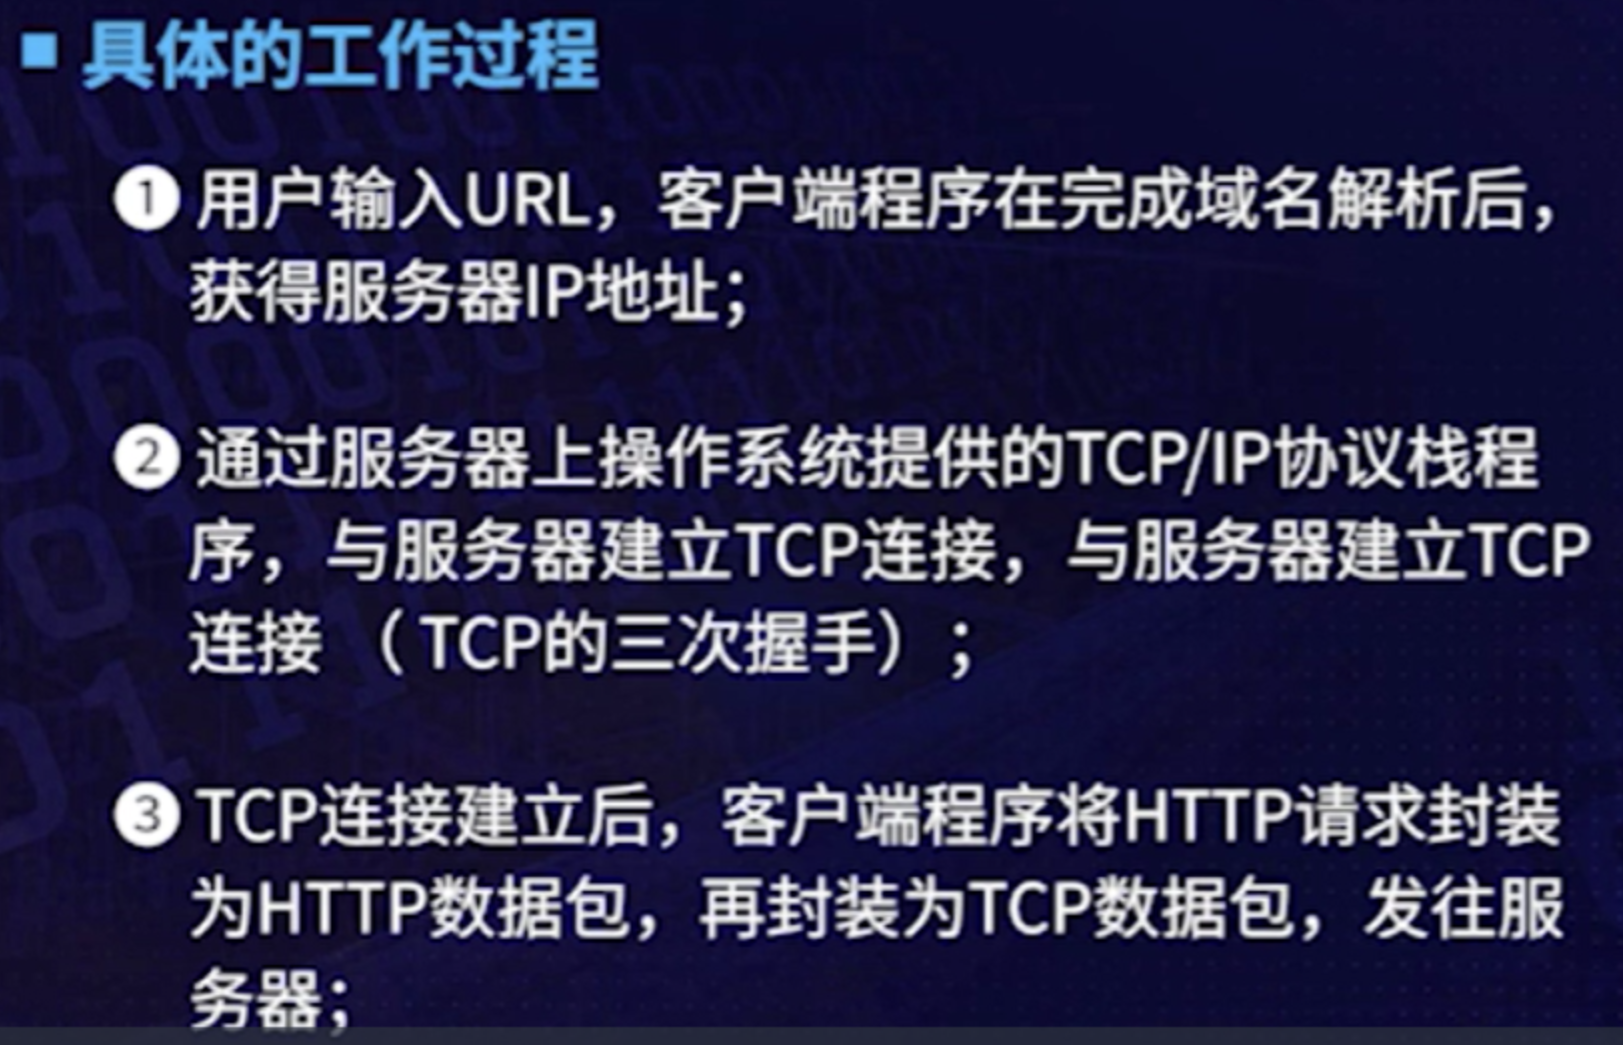 ■ 具体的工作过程
① 用户输入URL，客户端程序在完成域名解析后，
获得服务器IP地址；
② 通过服务器上操作系统提供的TCP/IP协议栈程
序，与服务器建立TCP连接，与服务器建立TCP
连接 （ TCP的三次握手）；
③ TCP连接建立后，客户端程序将HTTP请求封装
为HTTP数据包，再封装为TCP数据包，发往服
务器；